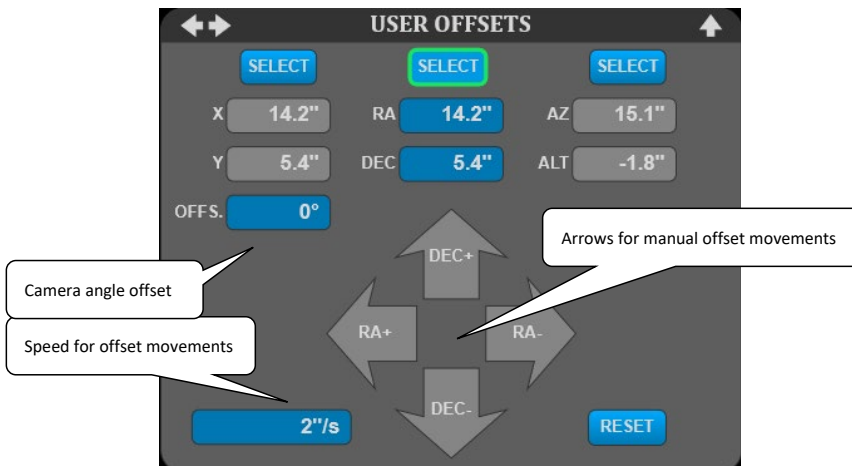 USER OFFSETS
SELECT SELECT SELECT
X 14.2" RA 14.2" AZ 15.1"
Y 5.4" DEC 5.4" ALT -1.8"
OFFS. 0°
Arrows for manual offset movements
DEC+
Camera angle offset
RA+ RA-
Speed for offset movements
DEC-
2"/s RESET